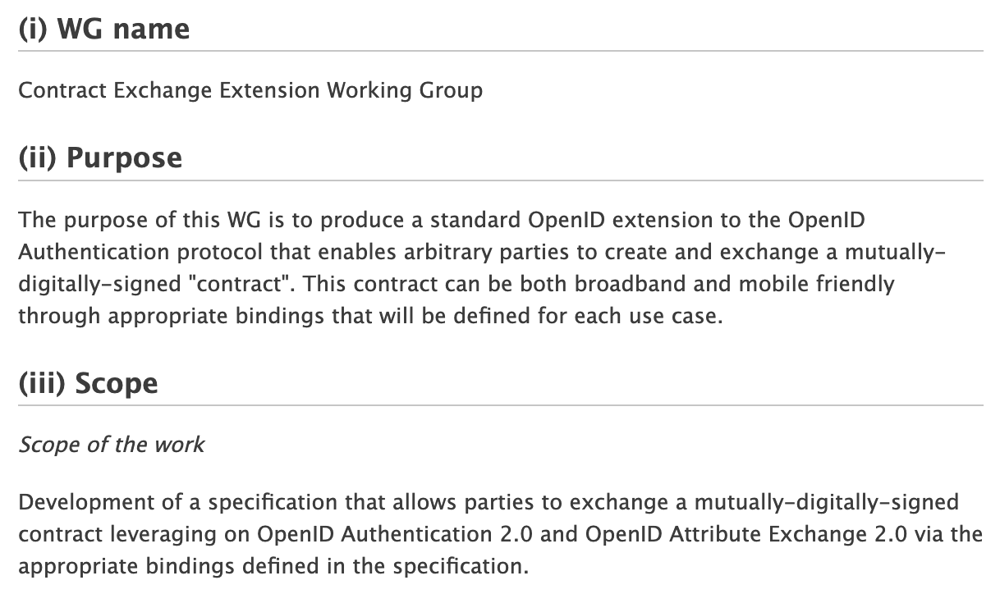 (i) WG name
Contract Exchange Extension Working Group
(ii) Purpose
The purpose of this WG is to produce a standard OpenID extension to the OpenID
Authentication protocol that enables arbitrary parties to create and exchange a mutually-
digitally-signed "contract". This contract can be both broadband and mobile friendly
through appropriate bindings that will be defined for each use case.
(iii) Scope
Scope of the work
Development of a specification that allows parties to exchange a mutually-digitally-signed
contract leveraging on OpenID Authentication 2.0 and OpenID Attribute Exchange 2.0 via the
appropriate bindings defined in the specification.